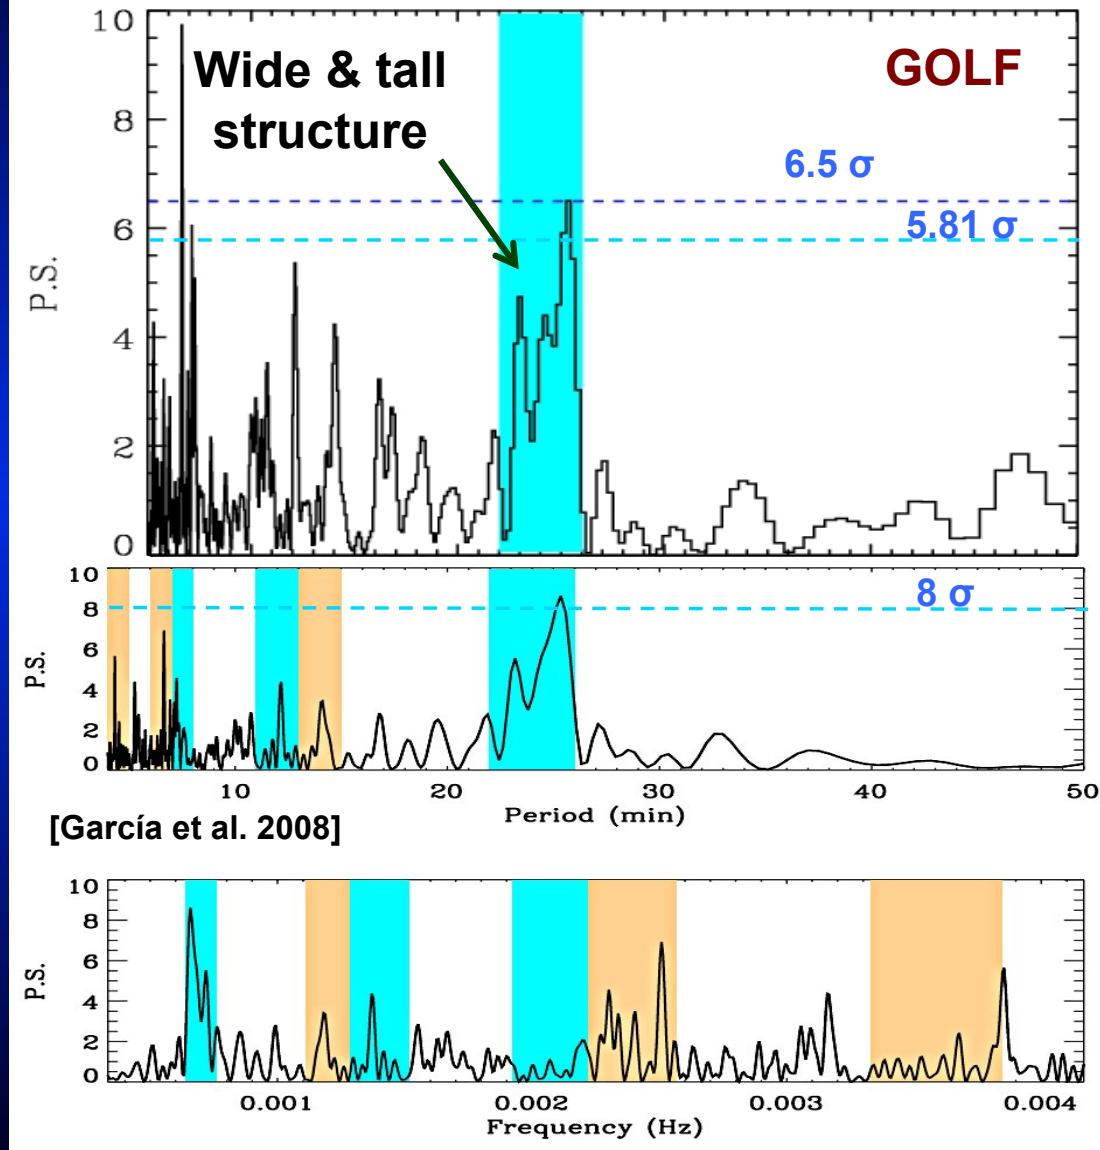 10
Wide & tall
structure
GOLF
8
6.5 σ
6
5.81 σ
P.S.
4
2
0
10
8
8 σ
6
P.S.
4
2
0
10 20 30 40 50
Period (min)
[García et al. 2008]
10
8
6
P.S.
4
2
0
0.001 0.002 0.003 0.004
Frequency (Hz)